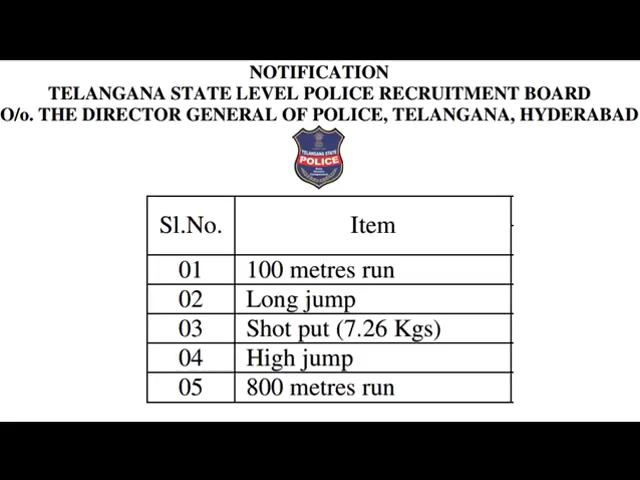 NOTIFICATION
TELANGANA STATE LEVEL POLICE RECRUITMENT BOARD
O/o. THE DIRECTOR GENERAL OF POLICE, TELANGANA, HYDERABAD
TELANGANA STATE
POLICE
Sl.No. Item
01 100 metres run
02 Long jump
03 Shot put (7.26 Kgs)
04 High jump
05 800 metres run